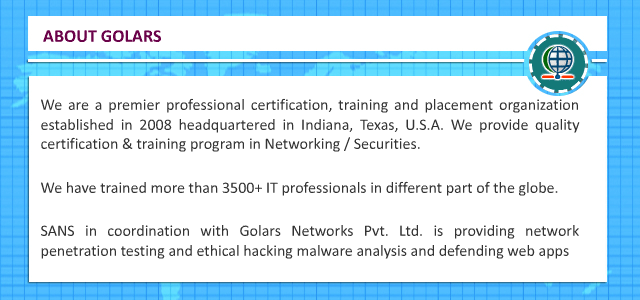 ABOUT GOLARS
We are a premier professional certification, training and placement organization
established in 2008 headquartered in Indiana, Texas, U.S.A. We provide quality
certification & training program in Networking / Securities.
We have trained more than 3500+ IT professionals in different part of the globe.
SANS in coordination with Golars Networks Pvt. Ltd. is providing network
penetration testing and ethical hacking malware analysis and defending web apps